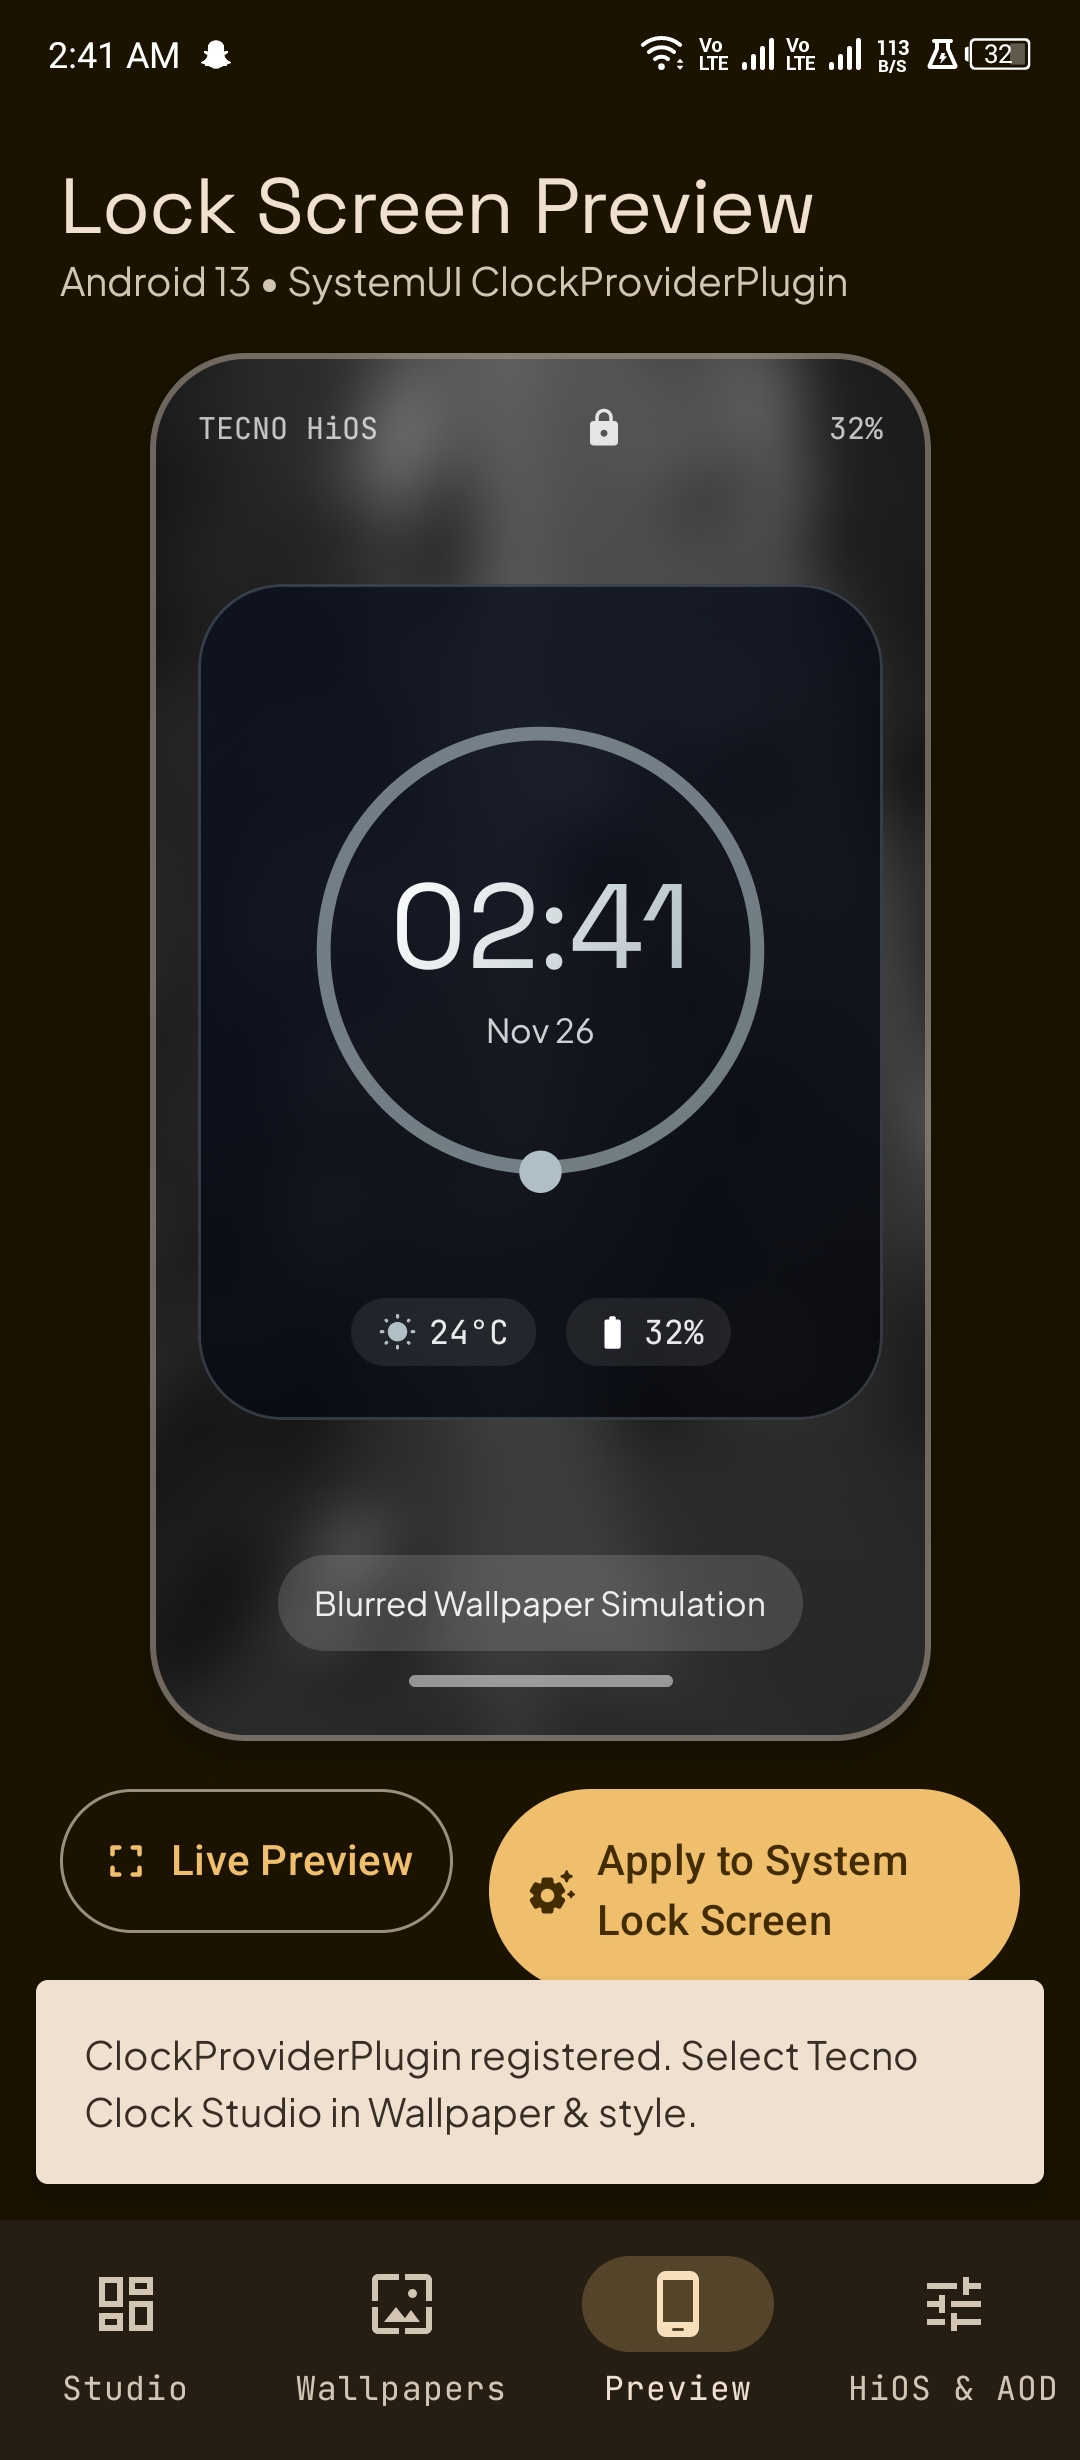 2:41 AM
Vo LTE Vo LTE 113 B/S 32
Lock Screen Preview
Android 13 • SystemUI ClockProviderPlugin
TECNO HiOS 32%
02:41
Nov 26
24°C 32%
Blurred Wallpaper Simulation
Live Preview
Apply to System
Lock Screen
ClockProviderPlugin registered. Select Tecno
Clock Studio in Wallpaper & style.
Studio Wallpapers Preview HiOS & AOD